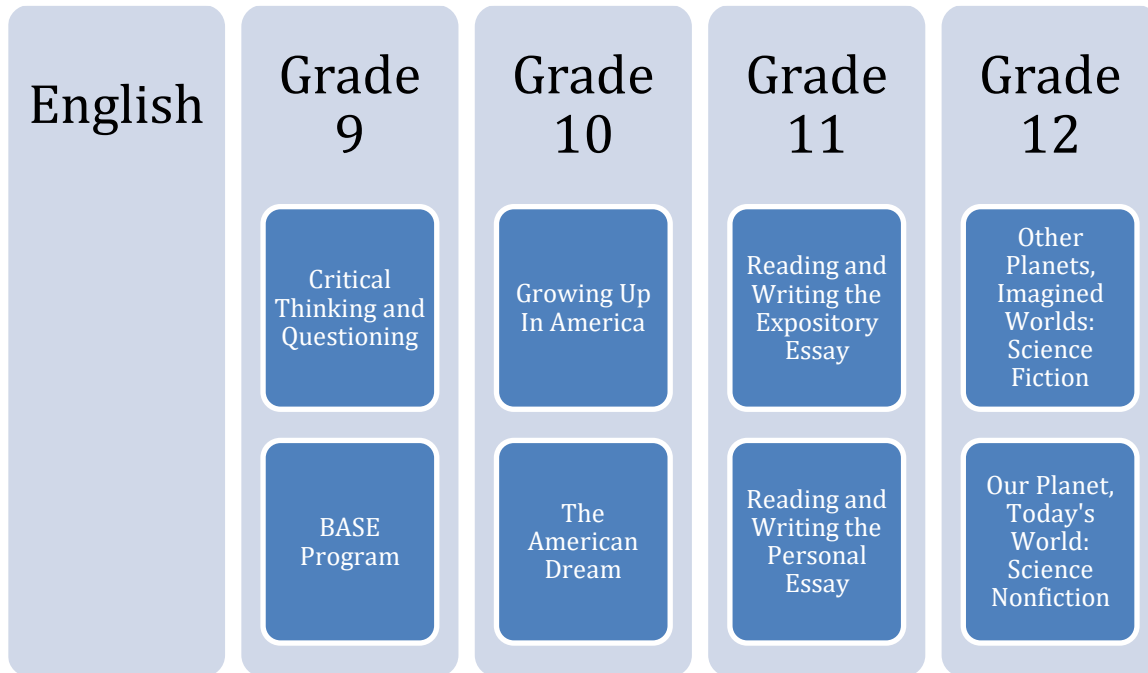 English
Grade
9
Critical
Thinking and
Questioning
BASE
Program
Grade
10
Growing Up
In America
The
American
Dream
Grade
11
Reading and
Writing the
Expository
Essay
Reading and
Writing the
Personal
Essay
Grade
12
Other
Planets,
Imagined
Worlds:
Science
Fiction
Our Planet,
Today's
World:
Science
Nonfiction